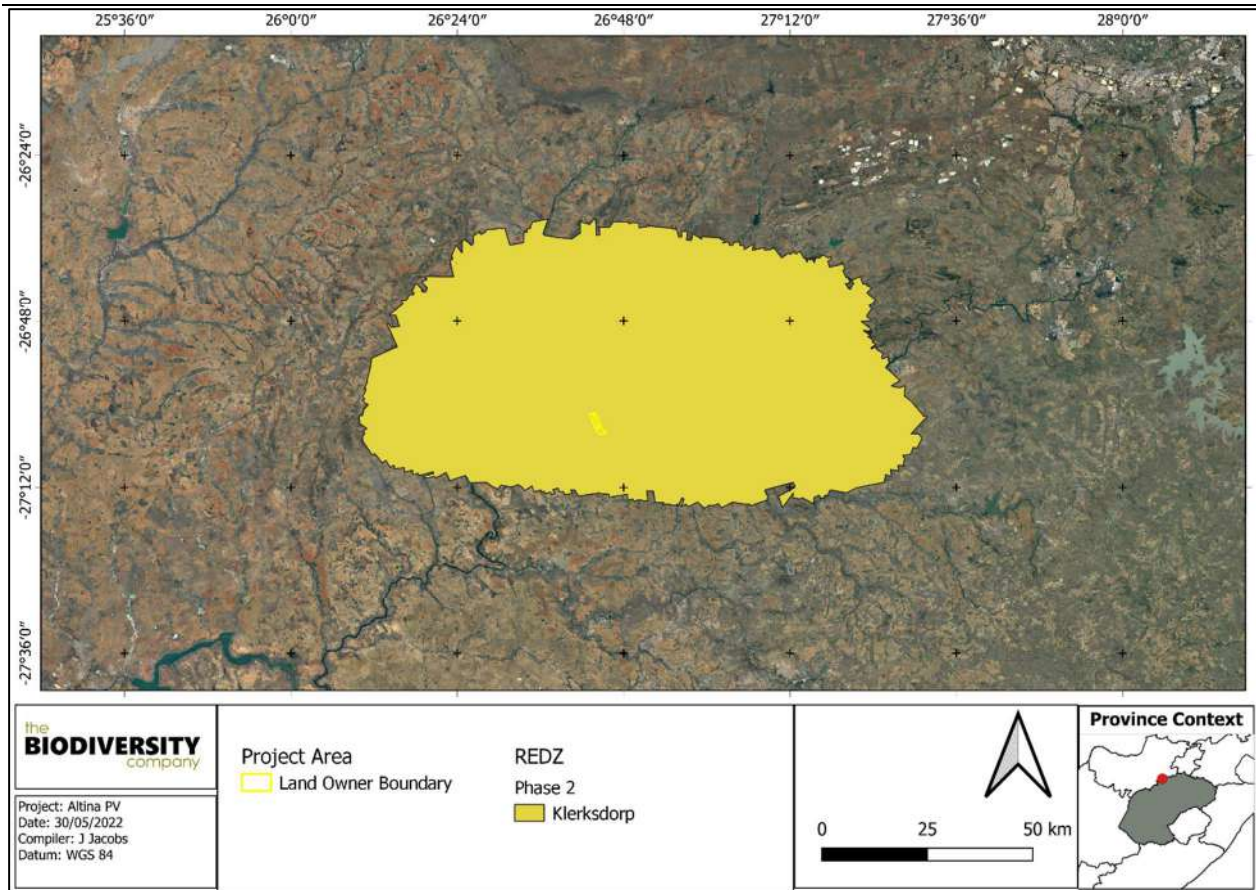 25°36′0″ 26°0′0″ 26°24′0″ 26°48′0″ 27°12′0″ 27°36′0″ 28°0′0″
-26°24′0″
-26°48′0″
-27°12′0″
-27°36′0″
the
BIODIVERSITY
company
Project: Altina PV
Date: 30/05/2022
Compiler: J Jacobs
Datum: WGS 84
Project Area
Land Owner Boundary
REDZ
Phase 2
Klerksdorp
0 25 50 km
Province Context